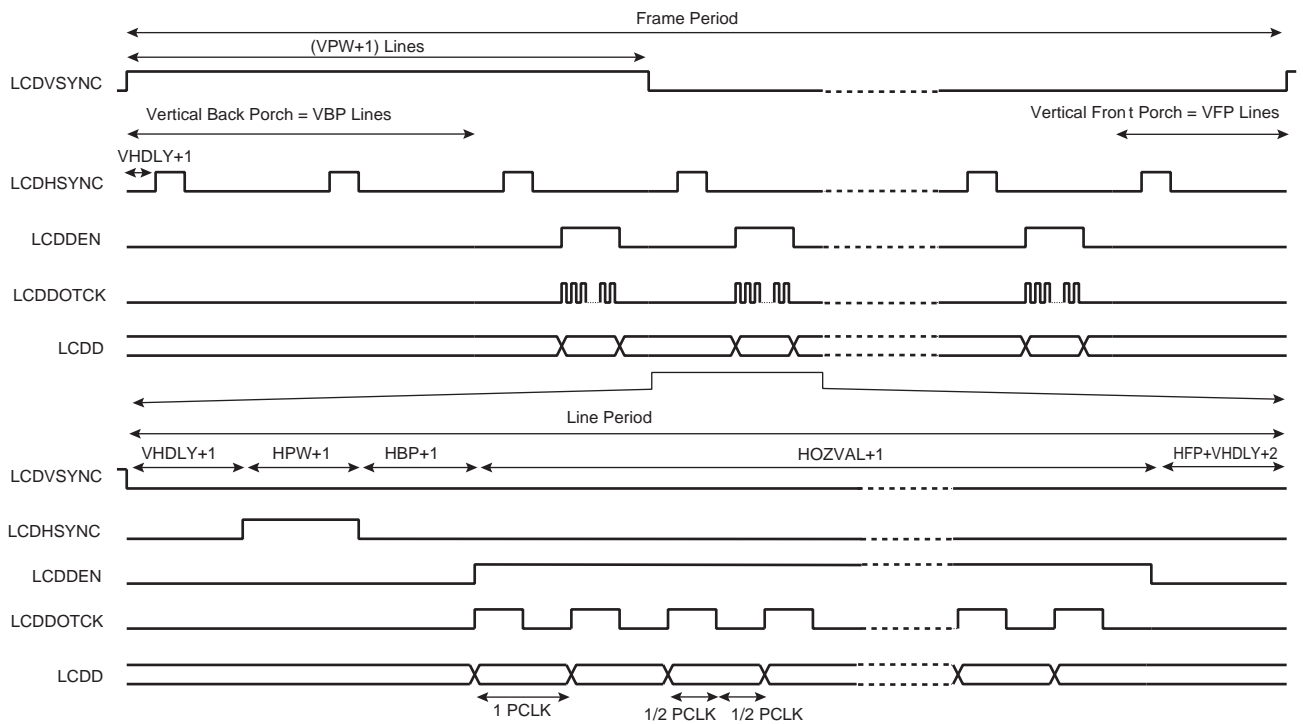 Frame Period
(VPW+1) Lines
LCDVSYNC
Vertical Back Porch = VBP Lines
Vertical Front Porch = VFP Lines
VHDLY+1
LCDHSYNC
LCDDEN
LCDDOTCK
LCDD
Line Period
VHDLY+1
HPW+1
HBP+1
HOZVAL+1
HFP+VHDLY+2
LCDVSYNC
LCDHSYNC
LCDDEN
LCDDOTCK
LCDD
1 PCLK
1/2 PCLK
1/2 PCLK